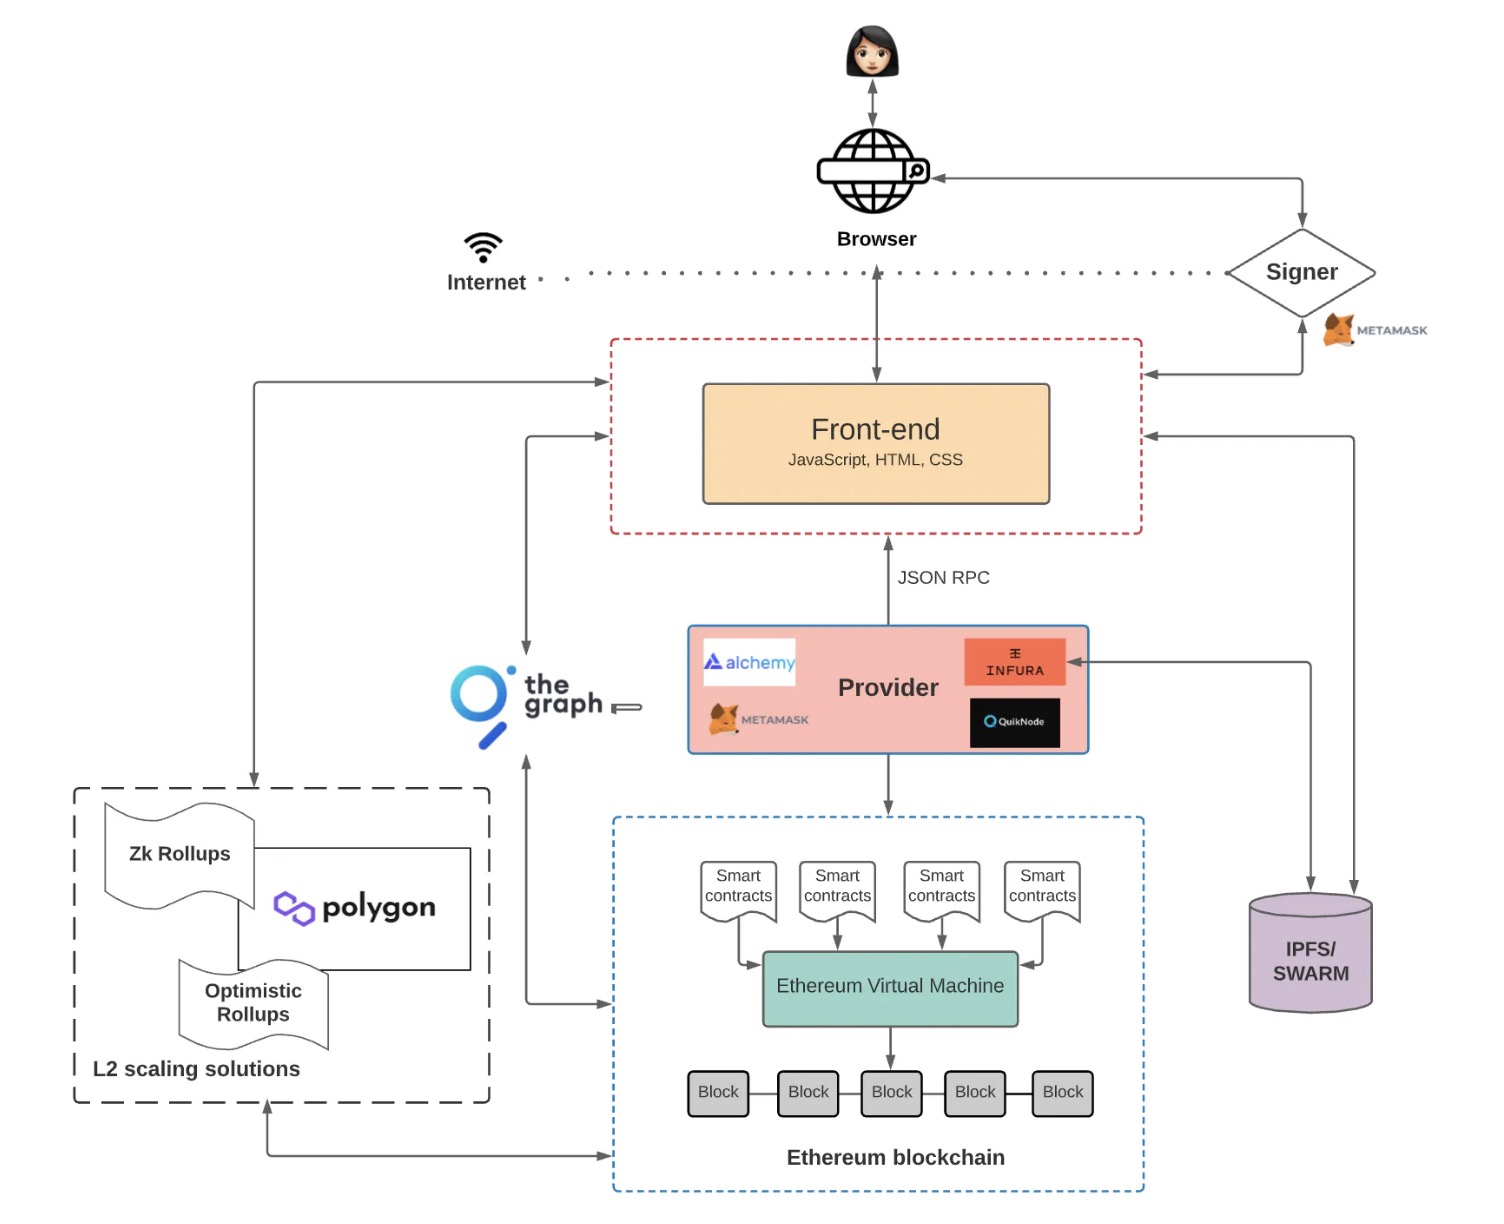 Browser
Internet
Signer
METAMASK
Front-end
JavaScript, HTML, CSS
JSON RPC
the
graph
alchemy
Provider
INFURA
METAMASK
QuikNode
Zk Rollups
polygon
Optimistic
Rollups
L2 scaling solutions
Smart
contracts
Smart
contracts
Smart
contracts
Smart
contracts
Ethereum Virtual Machine
Block
Block
Block
Block
Block
Ethereum blockchain
IPFS/
SWARM